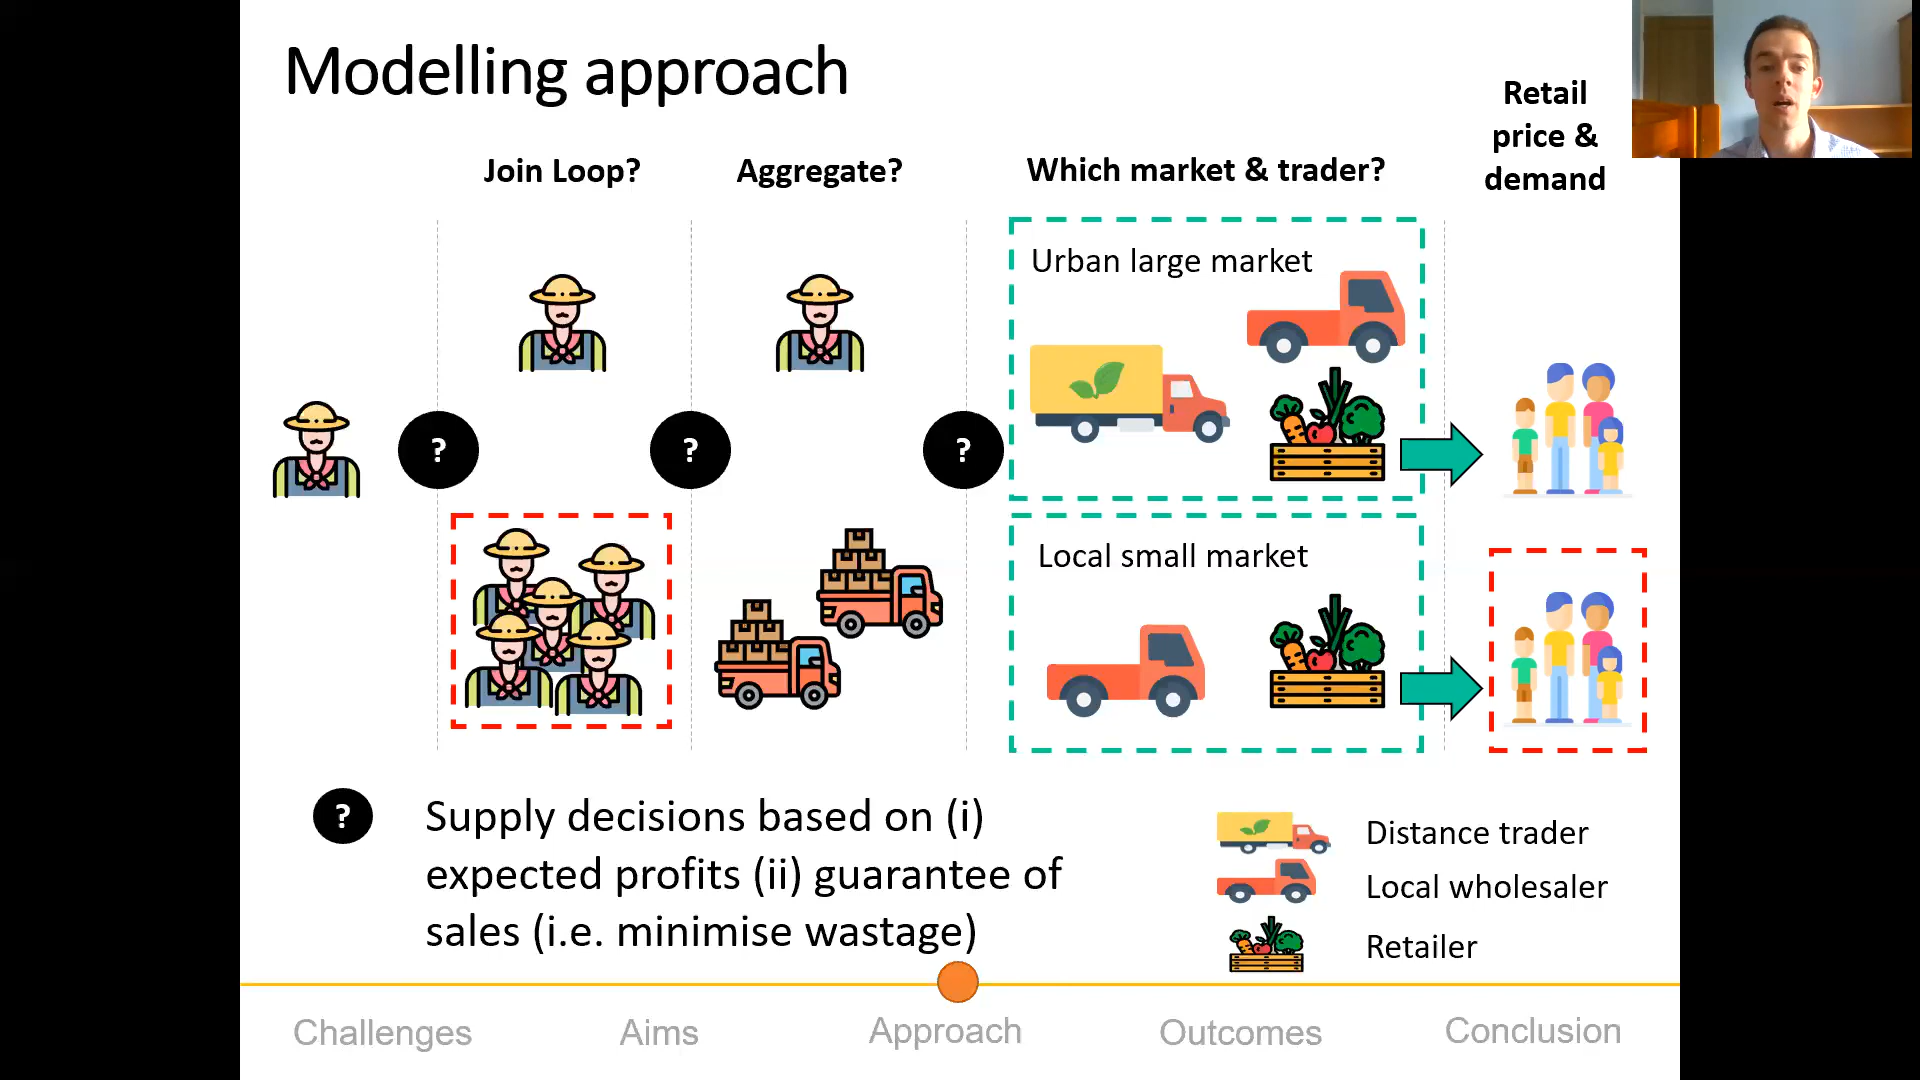 Modelling approach
Join Loop?
Aggregate?
Which market & trader?
Retail
price &
demand
Urban large market
?
?
?
Local small market
?
Supply decisions based on (i)
expected profits (ii) guarantee of
sales (i.e. minimise wastage)
Distance trader
Local wholesaler
Retailer
Challenges
Aims
Approach
Outcomes
Conclusion